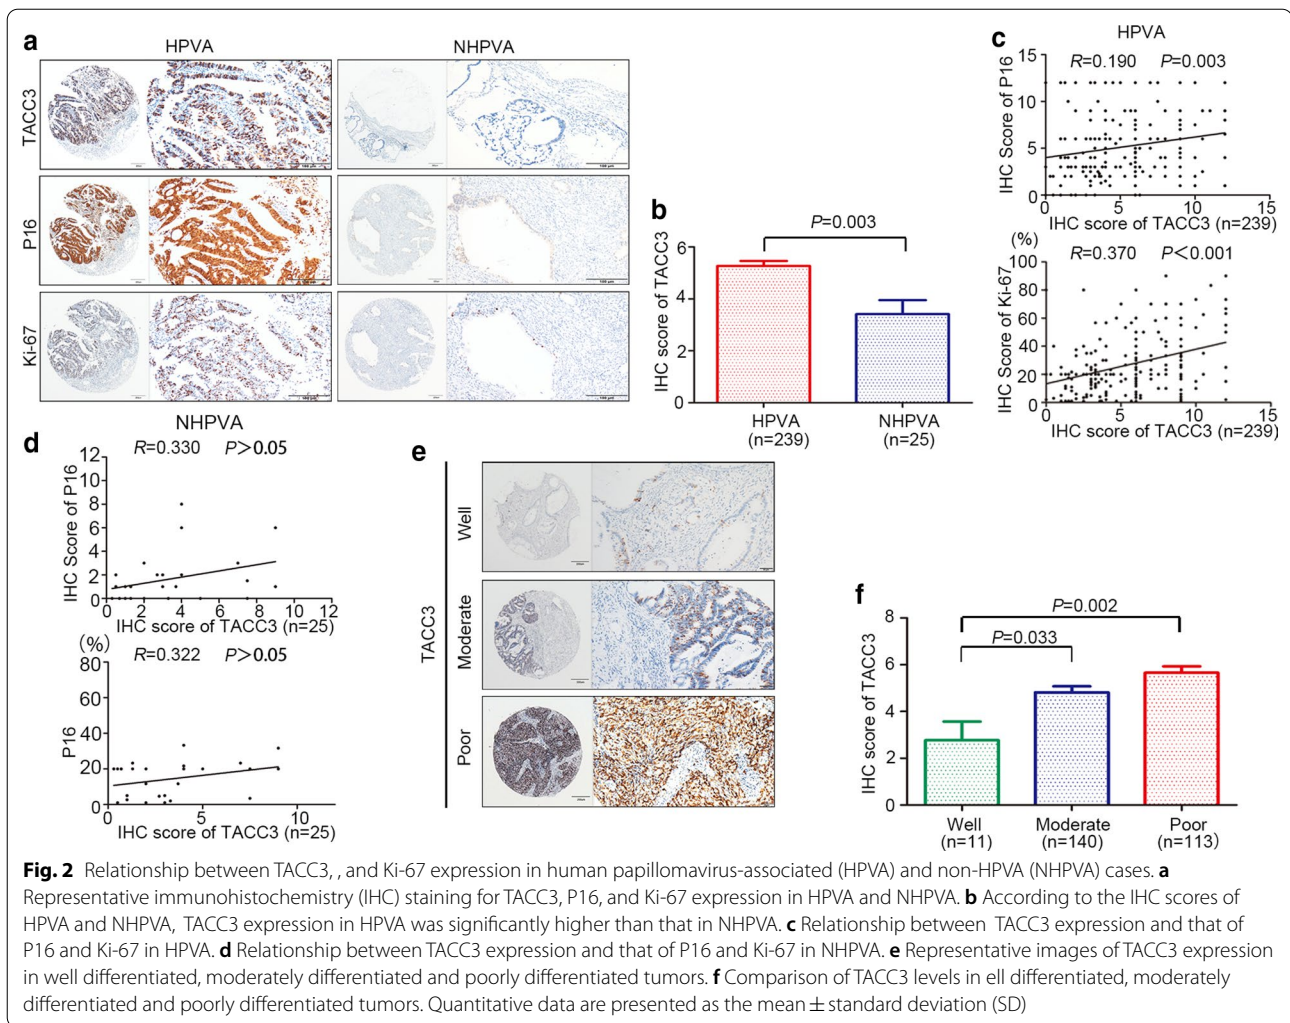 a
HPVA
NHPVA
TACC3
P16
Ki-67
b
P=0.003
IHC score of TACC3
6
4
2
0
HPVA
(n=239)
NHPVA
(n=25)
c
HPVA
R=0.190 P=0.003
IHC Score of P16
15
10
5
0
0 5 10 15
IHC score of TACC3 (n=239)
(%)
R=0.370 P<0.001
IHC Score of Ki-67
100
80
60
40
20
0
0 5 10 15
IHC score of TACC3 (n=239)
d
NHPVA
R=0.330 P>0.05
IHC Score of P16
12
10
8
6
4
2
0
0 2 4 6 8 10 12
IHC score of TACC3 (n=25)
(%)
R=0.322 P>0.05
P16
80
60
40
20
0
0 5 10
IHC score of TACC3 (n=25)
e
TACC3
Well
Moderate
Poor
f
P=0.002
P=0.033
IHC score of TACC3
8
6
4
2
0
Well
(n=11)
Moderate
(n=140)
Poor
(n=113)
Fig. 2 Relationship between TACC3, , and Ki-67 expression in human papillomavirus-associated (HPVA) and non-HPVA (NHPVA) cases. a
Representative immunohistochemistry (IHC) staining for TACC3, P16, and Ki-67 expression in HPVA and NHPVA. b According to the IHC scores of
HPVA and NHPVA, TACC3 expression in HPVA was significantly higher than that in NHPVA. c Relationship between TACC3 expression and that of
P16 and Ki-67 in HPVA. d Relationship between TACC3 expression and that of P16 and Ki-67 in NHPVA. e Representative images of TACC3 expression
in well differentiated, moderately differentiated and poorly differentiated tumors. f Comparison of TACC3 levels in ell differentiated, moderately
differentiated and poorly differentiated tumors. Quantitative data are presented as the mean ± standard deviation (SD)